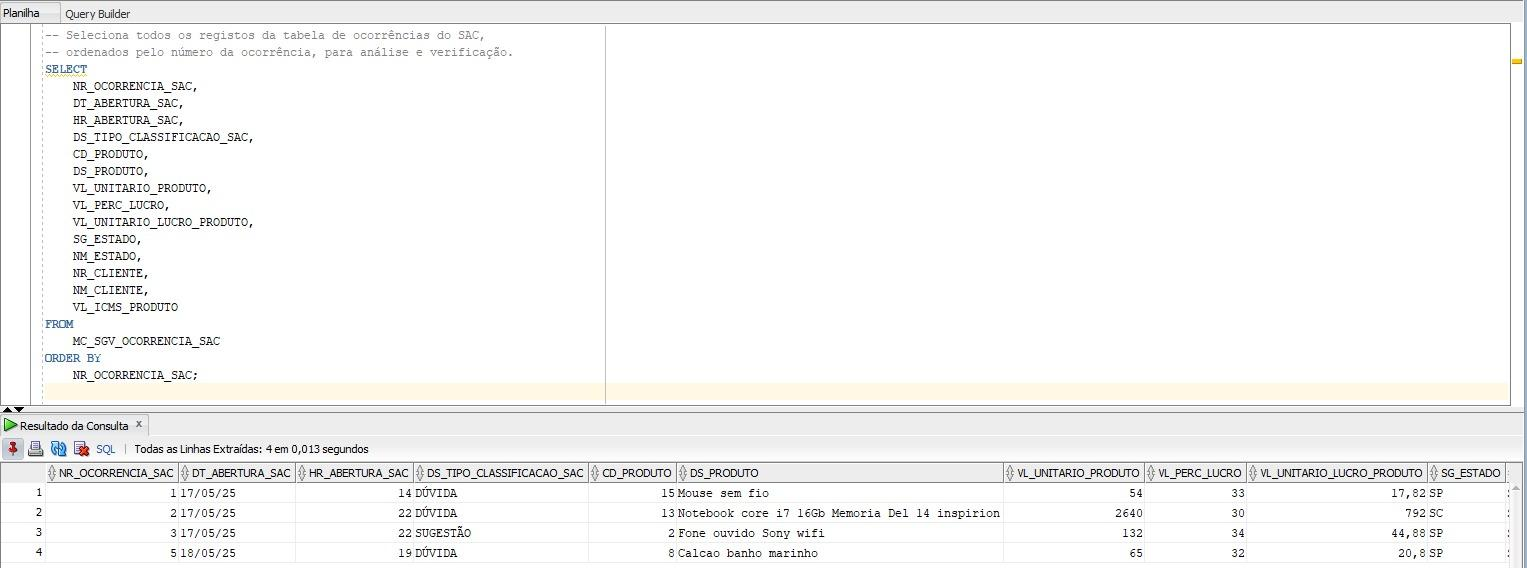 Planilha Query Builder
-- Seleciona todos os registos da tabela de ocorrências do SAC,
-- ordenados pelo número da ocorrência, para análise e verificação.
SELECT
NR_OCORRENCIA_SAC,
DT_ABERTURA_SAC,
HR_ABERTURA_SAC,
DS_TIPO_CLASSIFICACAO_SAC,
CD_PRODUTO,
DS_PRODUTO,
VL_UNITARIO_PRODUTO,
VL_PERC_LUCRO,
VL_UNITARIO_LUCRO_PRODUTO,
SG_ESTADO,
NM_ESTADO,
NR_CLIENTE,
NM_CLIENTE,
VL_ICMS_PRODUTO
FROM
MC_SGV_OCORRENCIA_SAC
ORDER BY
NR_OCORRENCIA_SAC;
Resultado da Consulta x
SQL | Todas as Linhas Extraídas: 4 em 0,013 segundos
NR_OCORRENCIA_SAC DT_ABERTURA_SAC HR_ABERTURA_SAC DS_TIPO_CLASSIFICACAO_SAC CD_PRODUTO DS_PRODUTO VL_UNITARIO_PRODUTO VL_PERC_LUCRO VL_UNITARIO_LUCRO_PRODUTO SG_ESTADO
1 1 17/05/25 14 DÚVIDA 15 Mouse sem fio 54 33 17,82 SP
2 2 17/05/25 22 DÚVIDA 13 Notebook core i7 16Gb Memoria Del 14 inspirion 2640 30 792 SC
3 3 17/05/25 22 SUGESTÃO 2 Fone ouvido Sony wifi 132 34 44,88 SP
4 5 18/05/25 19 DÚVIDA 8 Calcao banho marinho 65 32 20,8 SP